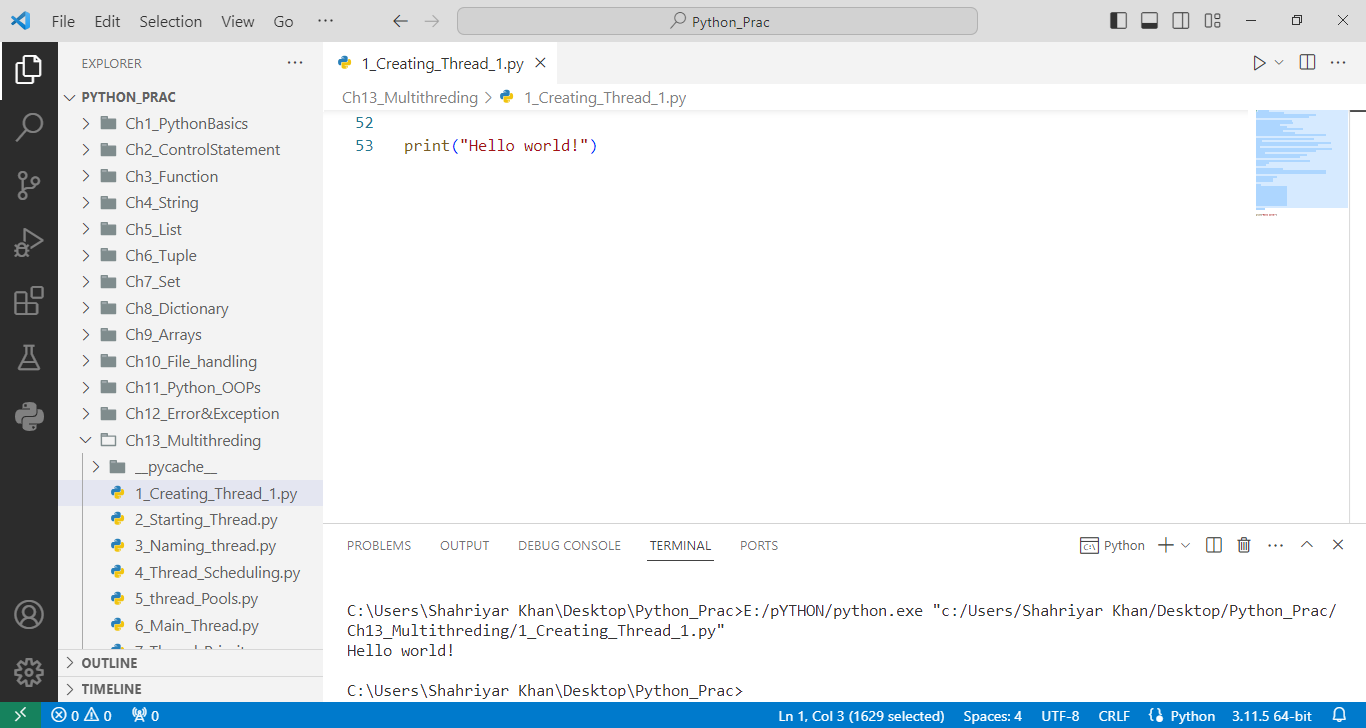 File Edit Selection View Go ··· Python_Prac
EXPLORER ···
PYTHON_PRAC
Ch1_PythonBasics
Ch2_ControlStatement
Ch3_Function
Ch4_String
Ch5_List
Ch6_Tuple
Ch7_Set
Ch8_Dictionary
Ch9_Arrays
Ch10_File_handling
Ch11_Python_OOPs
Ch12_Error&Exception
Ch13_Multithreding
__pycache__
1_Creating_Thread_1.py
2_Starting_Thread.py
3_Naming_thread.py
4_Thread_Scheduling.py
5_thread_Pools.py
6_Main_Thread.py
OUTLINE
TIMELINE
1_Creating_Thread_1.py
Ch13_Multithreding > 1_Creating_Thread_1.py
52
53 print("Hello world!")
PROBLEMS OUTPUT DEBUG CONSOLE TERMINAL PORTS Python
C:\Users\Shahriyar Khan\Desktop\Python_Prac>E:/pYTHON/python.exe "c:/Users/Shahriyar Khan/Desktop/Python_Prac/
Ch13_Multithreding/1_Creating_Thread_1.py"
Hello world!
C:\Users\Shahriyar Khan\Desktop\Python_Prac>
0 0 0 Ln 1, Col 3 (1629 selected) Spaces: 4 UTF-8 CRLF Python 3.11.5 64-bit